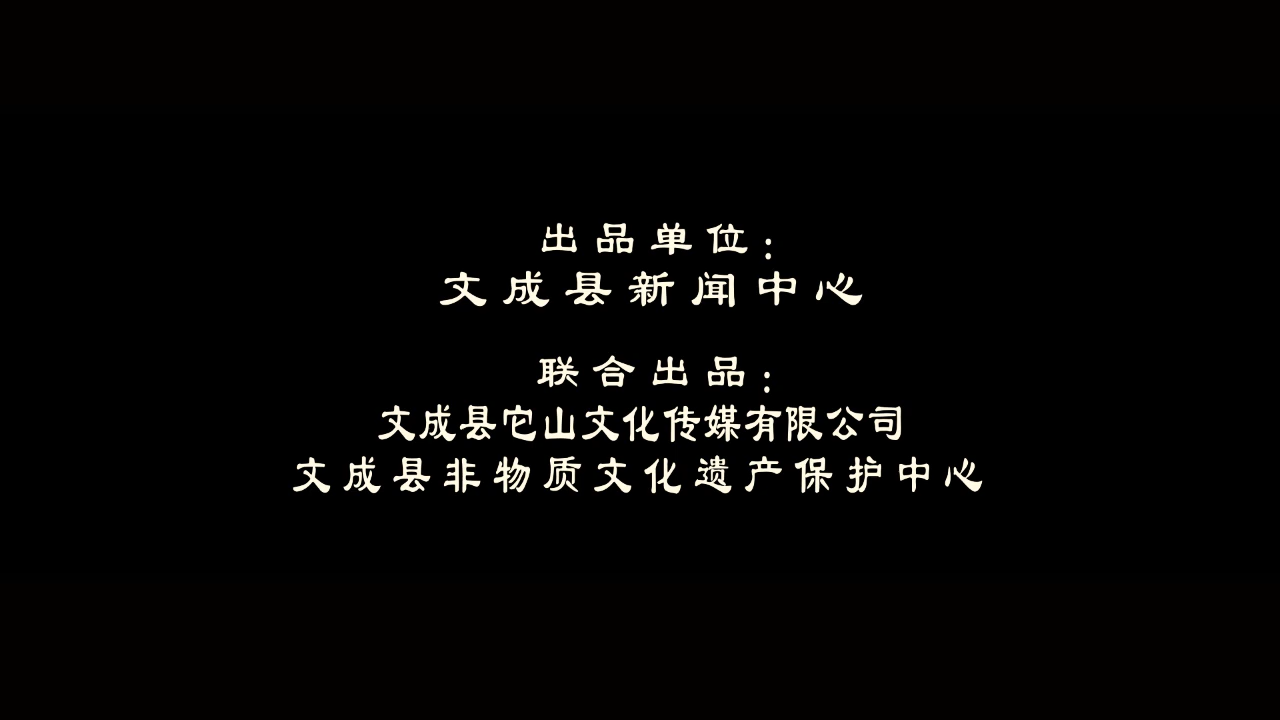 出品单位：
文成县新闻中心
联合出品：
文成县它山文化传媒有限公司
文成县非物质文化遗产保护中心